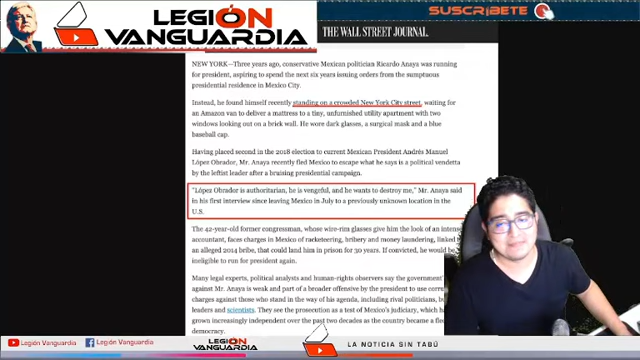 LEGIÓN
VANGUARDIA
SUSCRÍBETE
THE WALL STREET JOURNAL.
NEW YORK—Three years ago, conservative Mexican politician Ricardo Anaya was running
for president, aspiring to spend the next six years issuing orders from the sumptuous
presidential residence in Mexico City.
Instead, he found himself recently standing on a crowded New York City street, waiting for
an Amazon van to deliver a mattress to a tiny, unfurnished utility apartment with two
windows looking out on a brick wall. He wore dark glasses, a surgical mask and a blue
baseball cap.
Having placed second in the 2018 election to current Mexican President Andrés Manuel
López Obrador, Mr. Anaya recently fled Mexico to escape what he says is a political vendetta
by the leftist leader after a bruising presidential campaign.
"López Obrador is authoritarian, he is vengeful, and he wants to destroy me," Mr. Anaya said
in his first interview since leaving Mexico in July to a previously unknown location in the
U.S.
The 42-year-old former congressman, whose wire-rim glasses give him the look of an intense
accountant, faces charges in Mexico of racketeering, bribery and money laundering, linked
an alleged 2014 bribe, that could land him in prison for 30 years. If convicted, he would be
ineligible to run for president again.
Many legal experts, political analysts and human-rights observers say the government'
against Mr. Anaya is weak and part of a broader offensive by the president to use
charges against those who stand in the way of his agenda, including rival politicians,
leaders and scientists. They see the prosecution as a test of Mexico's judiciary, which
grown increasingly independent over the past two decades as the country became a
democracy.
Legión Vanguardia
Legión Vanguardia
LEGIÓN
VANGUARDIA
LA NOTICIA SIN TABÚ